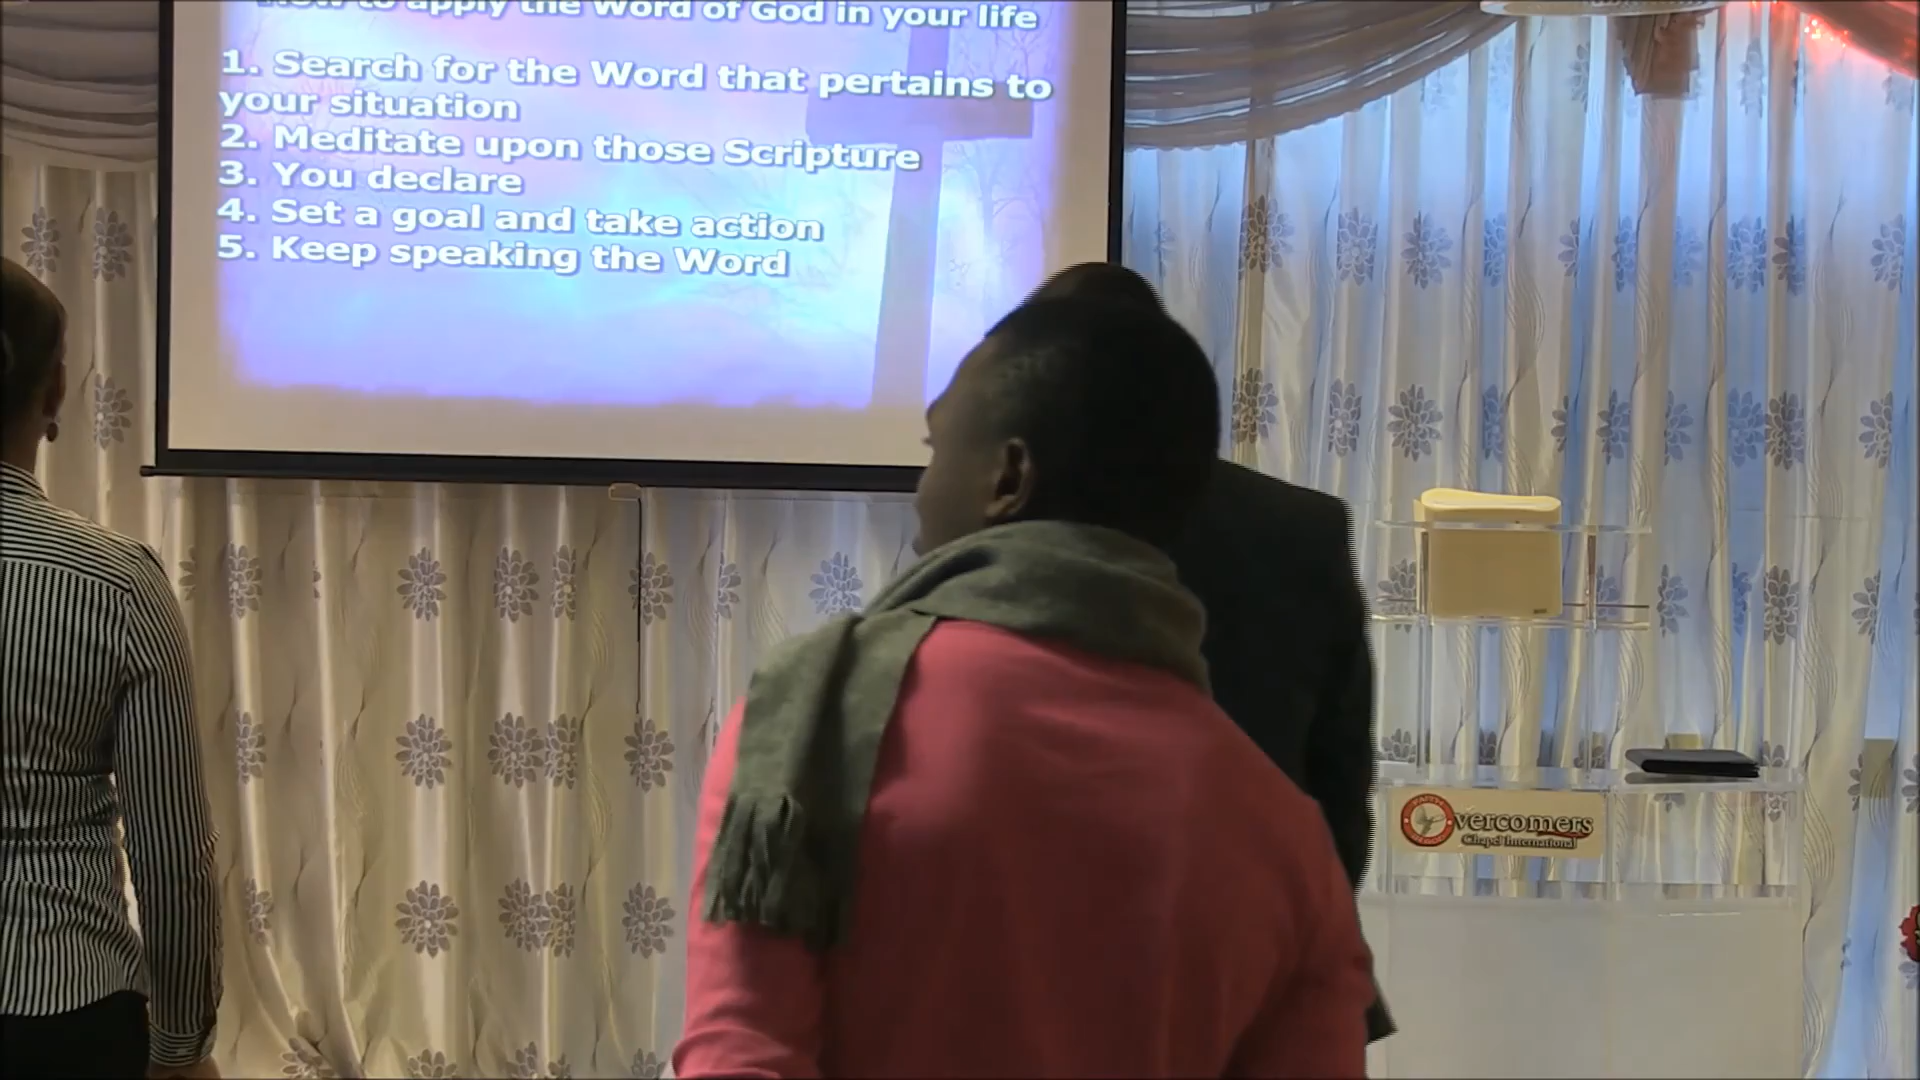 How to apply the Word of God in your life
1. Search for the Word that pertains to
your situation
2. Meditate upon those Scripture
3. You declare
4. Set a goal and take action
5. Keep speaking the Word
vercomers
Chapel International